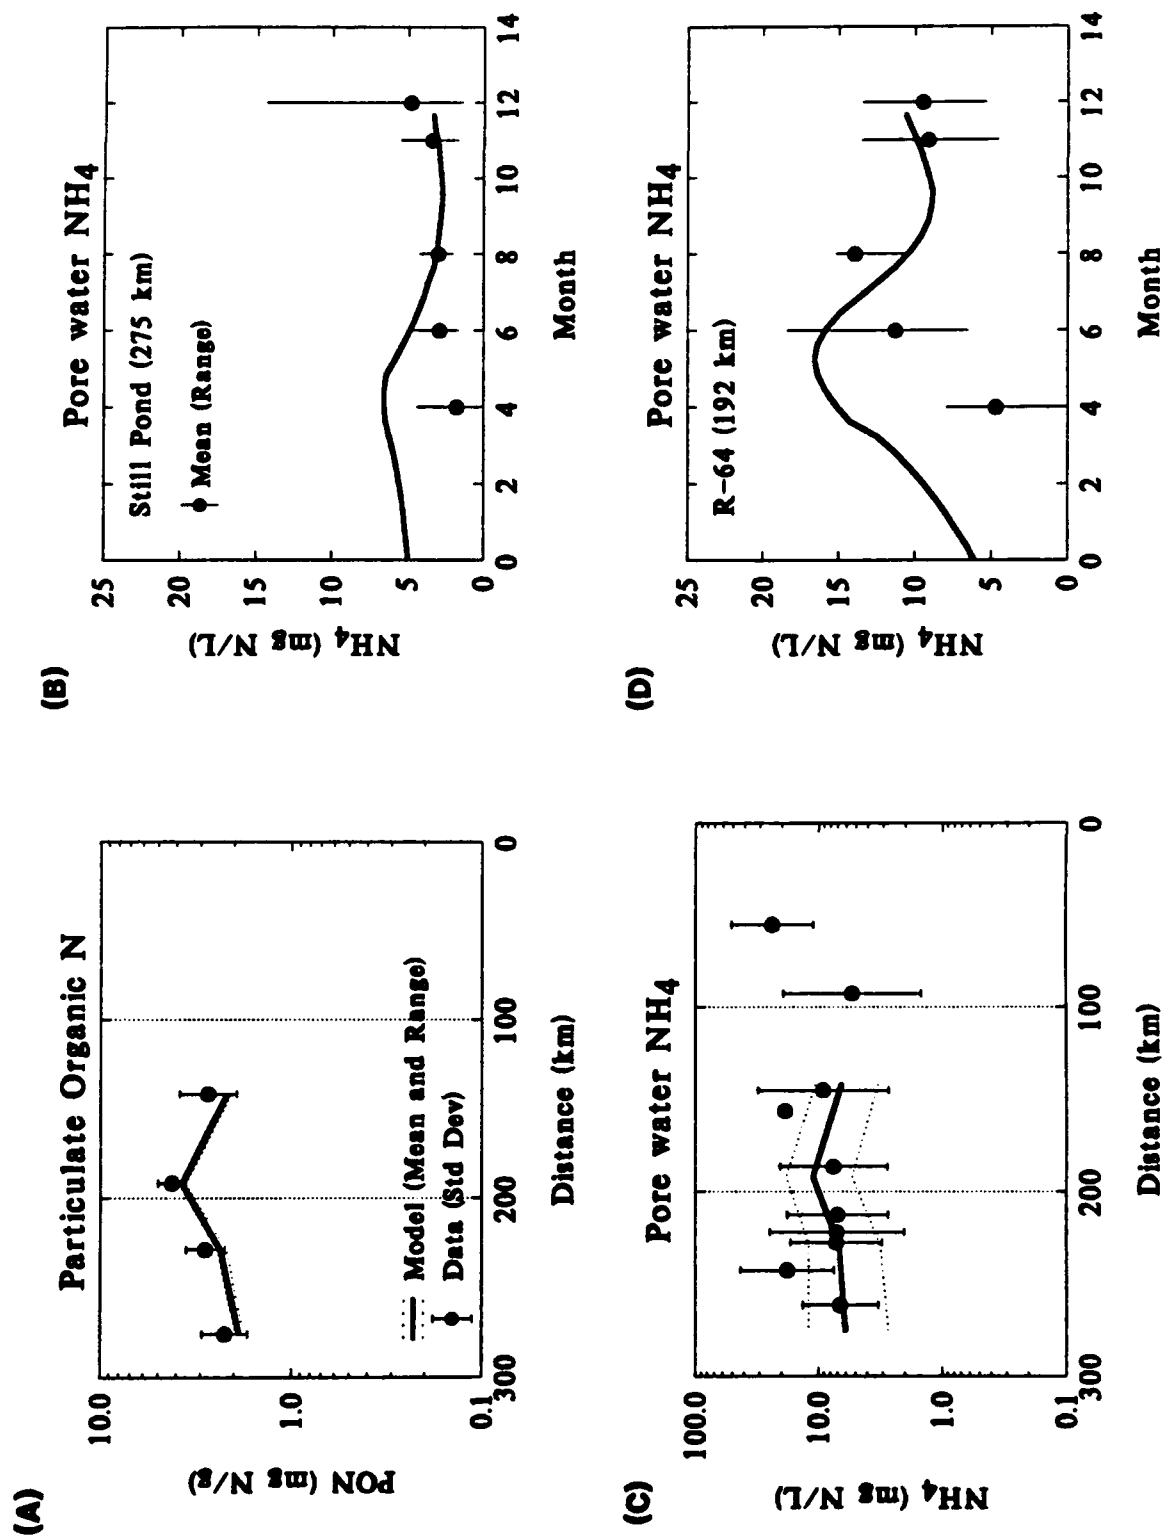 (A)
Particulate Organic N
PON (mg N/g)
10.0
1.0
0.1
300
200
100
0
Distance (km)
Model (Mean and Range)
Data (Std Dev)
(B)
Pore water NH4
NH4 (mg N/L)
25
20
15
10
5
0
0
2
4
6
8
10
12
14
Month
Still Pond (275 km)
Mean (Range)
(C)
Pore water NH4
NH4 (mg N/L)
100.0
10.0
1.0
0.1
300
200
100
0
Distance (km)
(D)
Pore water NH4
NH4 (mg N/L)
25
20
15
10
5
0
0
2
4
6
8
10
12
14
Month
R-64 (192 km)